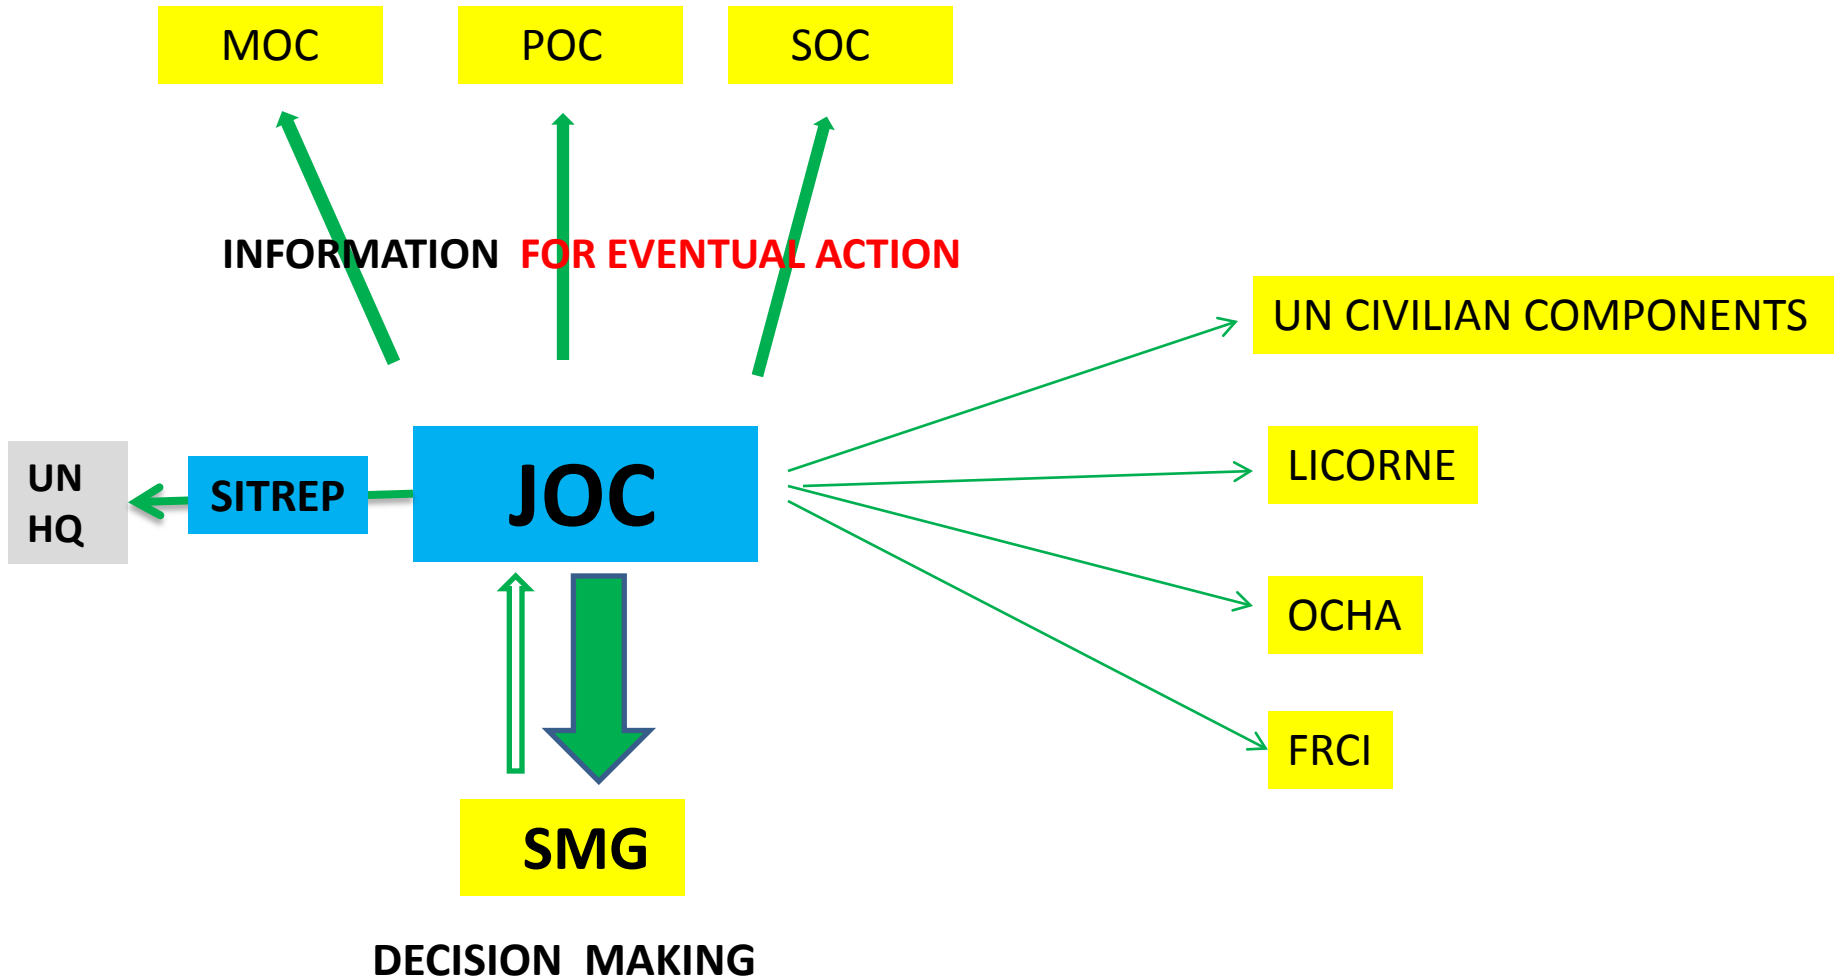 MOC
POC
SOC
INFORMATION FOR EVENTUAL ACTION
UN CIVILIAN COMPONENTS
LICORNE
UN
HQ
SITREP
JOC
OCHA
FRCI
SMG
DECISION MAKING